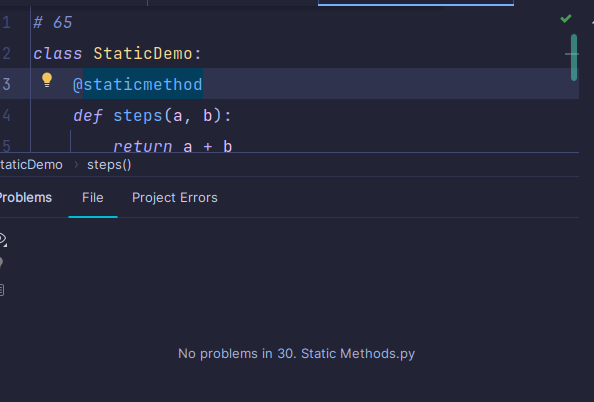 1 # 65
2 class StaticDemo:
3 @staticmethod
4 def steps(a, b):
5 return a + b
taticDemo › steps()
Problems File Project Errors
No problems in 30. Static Methods.py